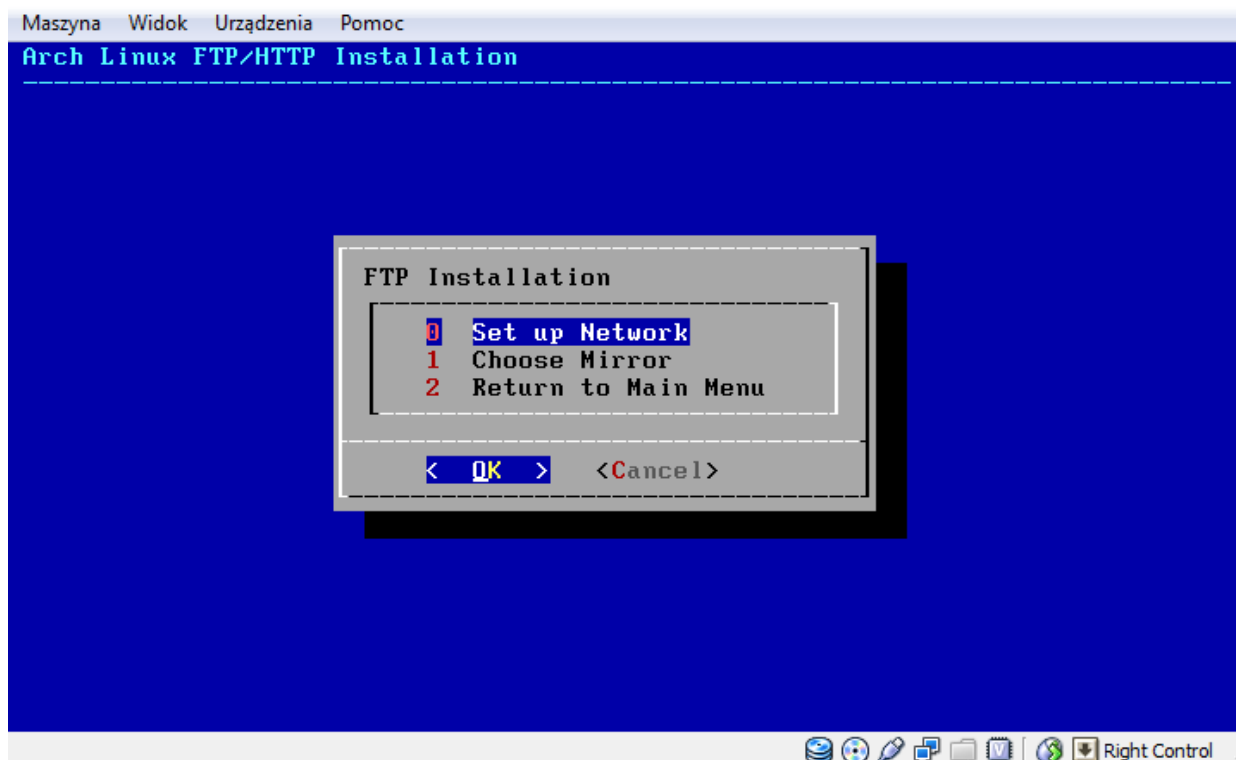 Maszyna Widok Urządzenia Pomoc
Arch Linux FTP/HTTP Installation
FTP Installation
0 Set up Network
1 Choose Mirror
2 Return to Main Menu
< OK > <Cancel>
Right Control